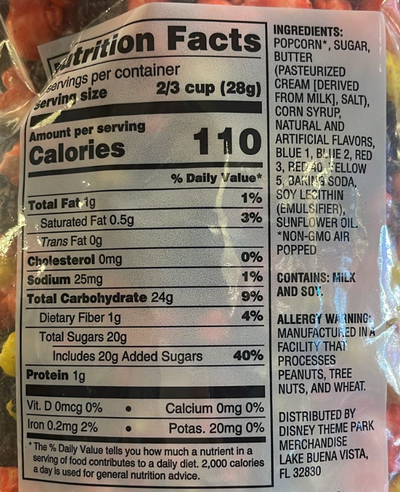 Nutrition Facts
servings per container
Serving size 2/3 cup (28g)
Amount per serving
Calories 110
% Daily Value*
Total Fat 1g 1%
Saturated Fat 0.5g 3%
Trans Fat 0g
Cholesterol 0mg 0%
Sodium 25mg 1%
Total Carbohydrate 24g 9%
Dietary Fiber 1g 4%
Total Sugars 20g
Includes 20g Added Sugars 40%
Protein 1g
Vit. D 0mcg 0% • Calcium 0mg 0%
Iron 0.2mg 2% • Potas. 20mg 0%
* The % Daily Value tells you how much a nutrient in a
serving of food contributes to a daily diet. 2,000 calories
a day is used for general nutrition advice.
INGREDIENTS:
POPCORN*, SUGAR,
BUTTER
(PASTEURIZED
CREAM [DERIVED
FROM MILK], SALT),
CORN SYRUP,
NATURAL AND
ARTIFICIAL FLAVORS,
BLUE 1, BLUE 2, RED
3, RED 40, YELLOW
5, BAKING SODA,
SOY LECITHIN
(EMULSIFIER),
SUNFLOWER OIL.
*NON-GMO AIR
POPPED
CONTAINS: MILK
AND SOY.
ALLERGY WARNING:
MANUFACTURED IN A
FACILITY THAT
PROCESSES
PEANUTS, TREE
NUTS, AND WHEAT.
DISTRIBUTED BY
DISNEY THEME PARK
MERCHANDISE
LAKE BUENA VISTA,
FL 32830